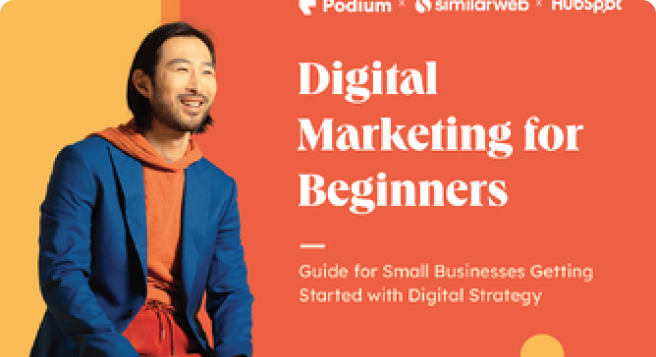 Podium x similarweb x HubSpot
Digital
Marketing for
Beginners
Guide for Small Businesses Getting
Started with Digital Strategy